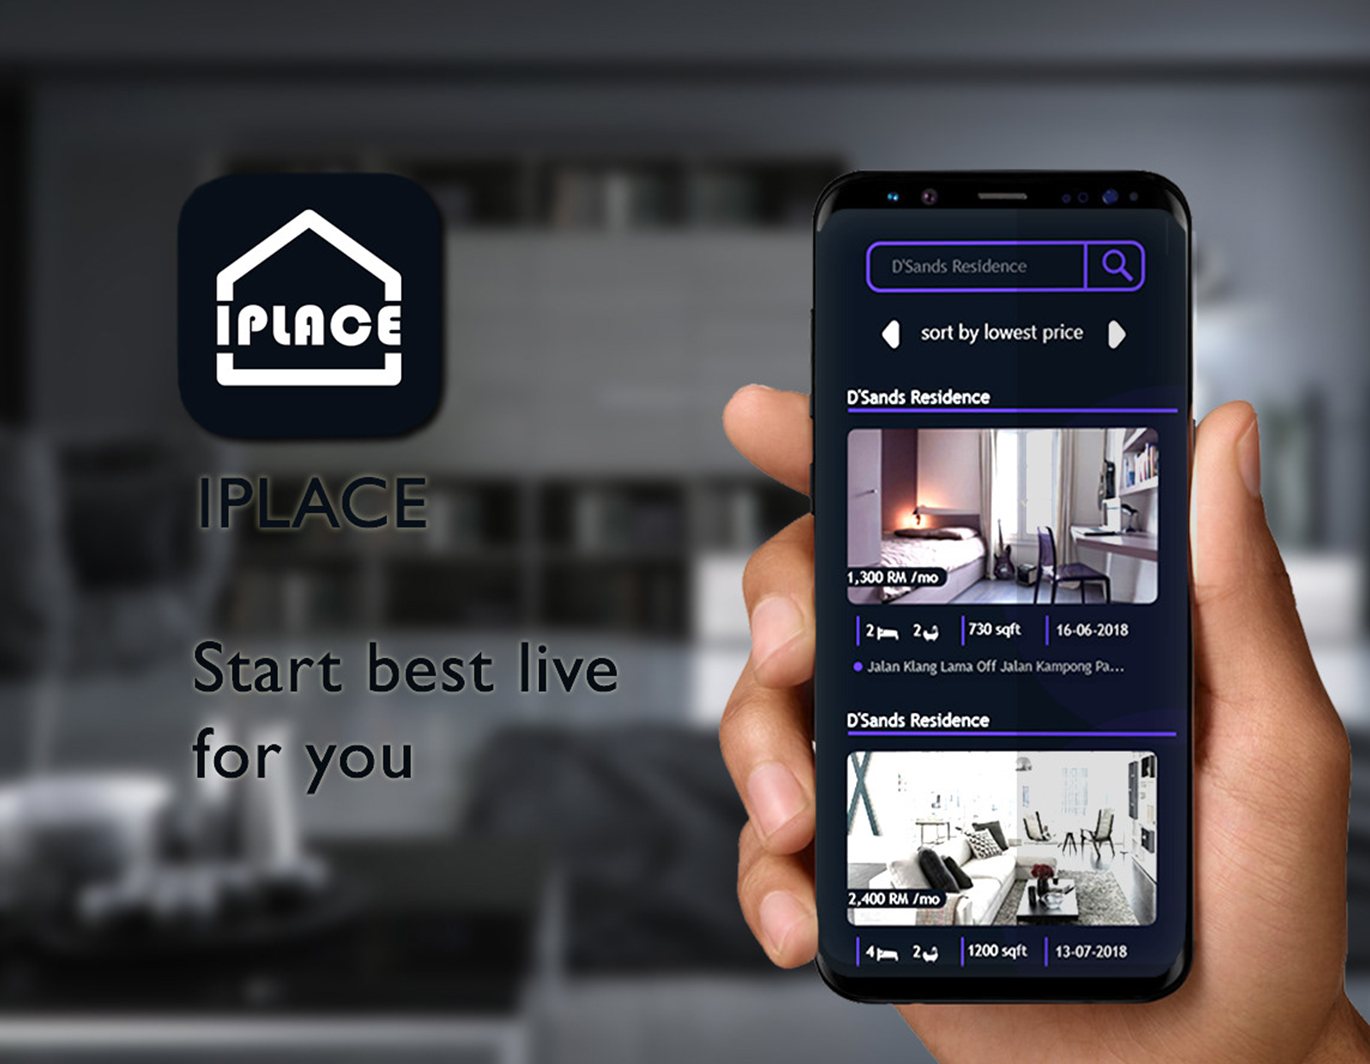 IPLACE
IPLACE
Start best live
for you
D'Sands Residence
sort by lowest price
D'Sands Residence
1,300 RM /mo
2 2 730 sqft 16-06-2018
Jalan Klang Lama Off Jalan Kampong Pa...
D'Sands Residence
2,400 RM /mo
4 2 1200 sqft 13-07-2018